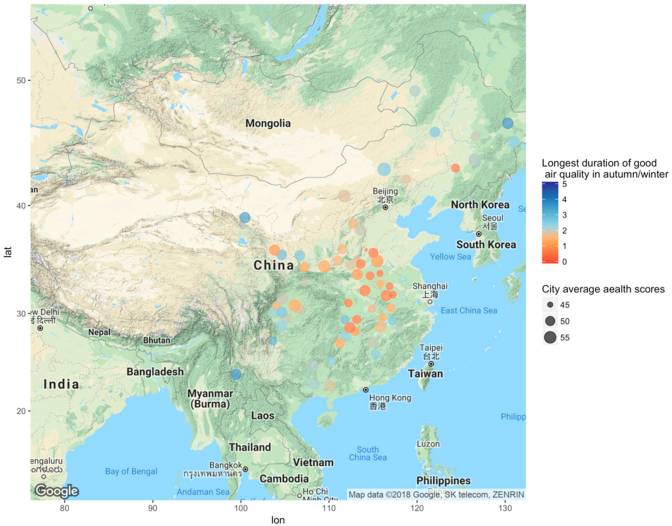 50
40
30
20
lat
80
90
100
110
120
130
lon
Mongolia
Beijing
北京
North Korea
Seoul
서울
South Korea
Yellow Sea
China
Shanghai
上海
East China Sea
w Delhi
ई दिल्ली
Nepal
Bhutan
India
Bangladesh
Myanmar
(Burma)
Taipei
台北
Taiwan
Hong Kong
香港
Laos
Thailand
Vietnam
Bangkok
กรุงเทพมหานคร
Cambodia
Ho Chi
Minh City
Bay of Bengal
Andaman Sea
South
China Sea
Luzon
Philippines
Philipp
engaluru
Google
Map data ©2018 Google, SK telecom, ZENRIN
Longest duration of good
air quality in autumn/winter
5
4
3
2
1
0
City average aealth scores
45
50
55